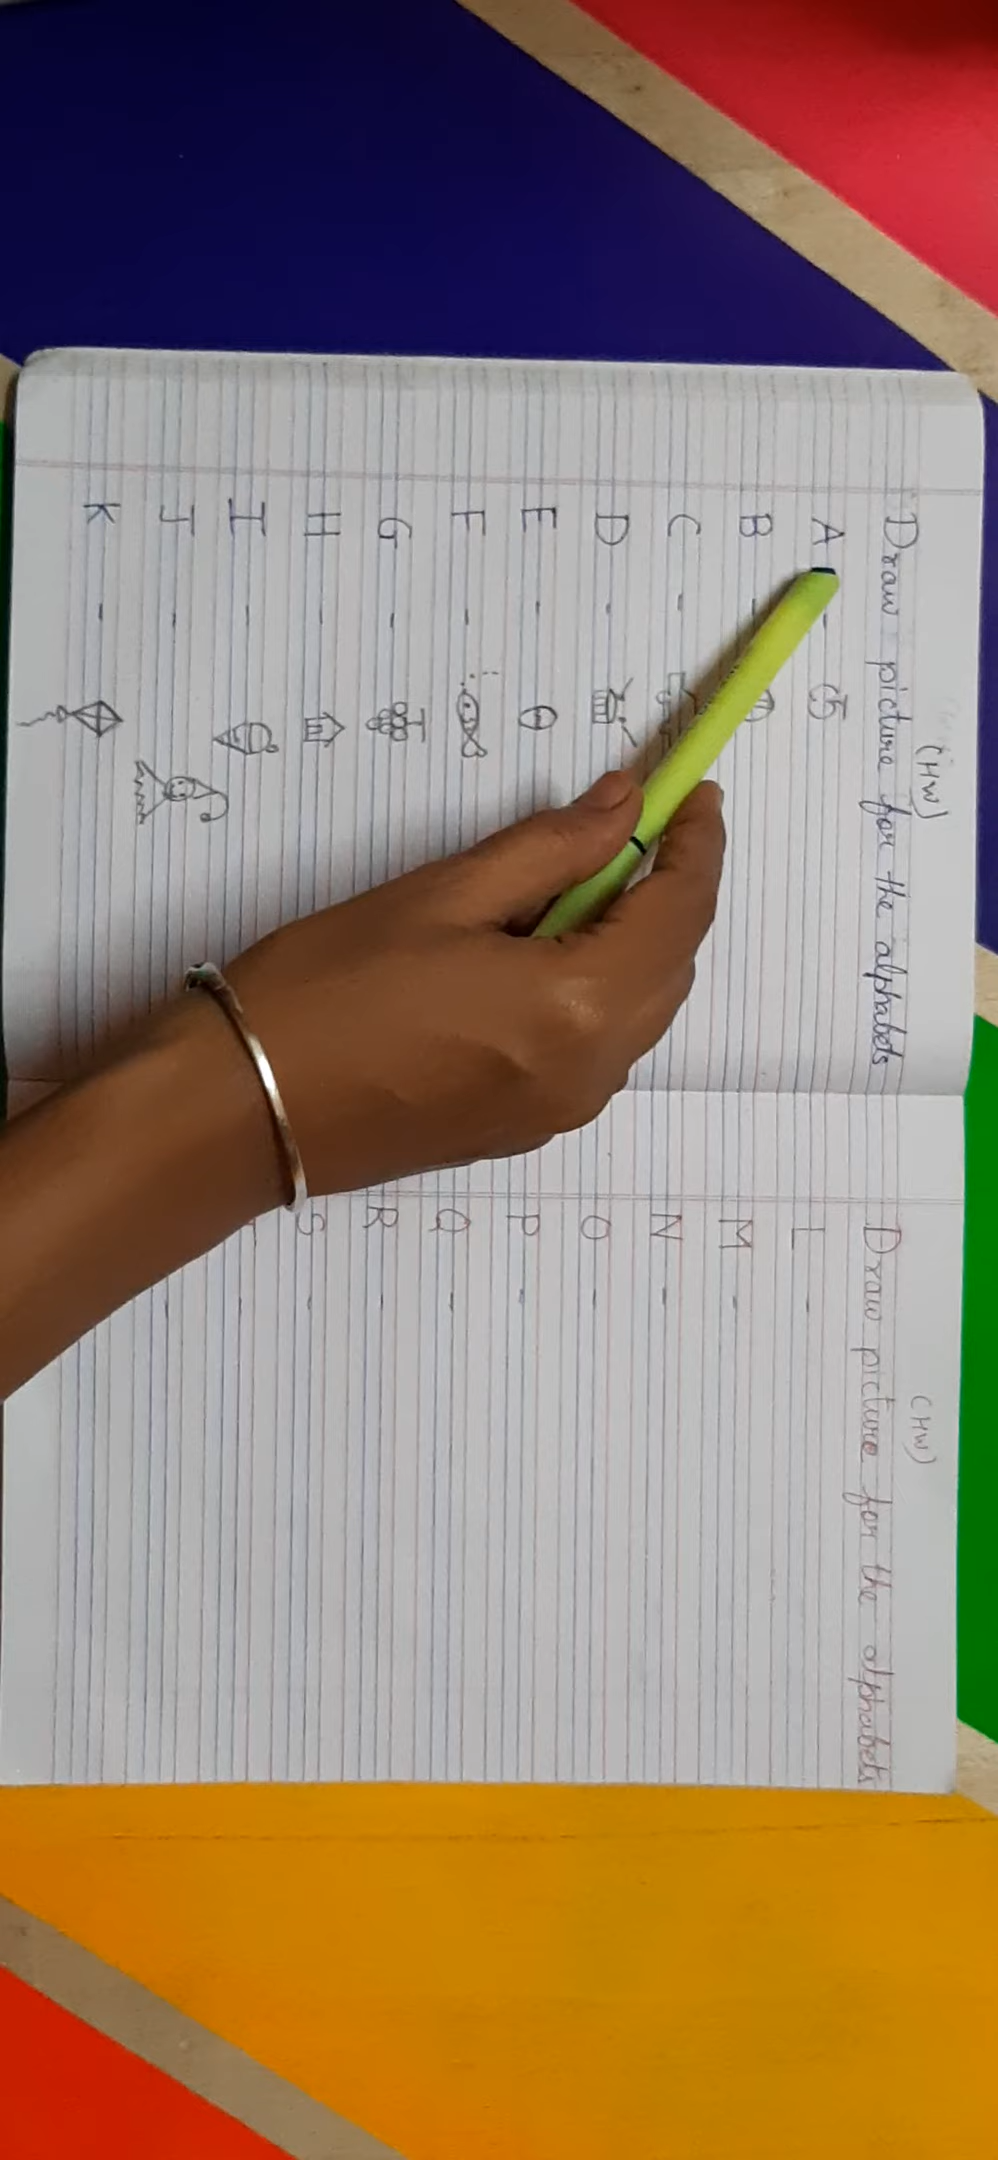 (HW)
Draw picture for the alphabets
A -
B -
C -
D -
E -
F -
G -
H -
I -
J -
K -
(HW)
Draw picture for the alphabets
L -
M -
N -
O -
P -
Q -
R -
S -